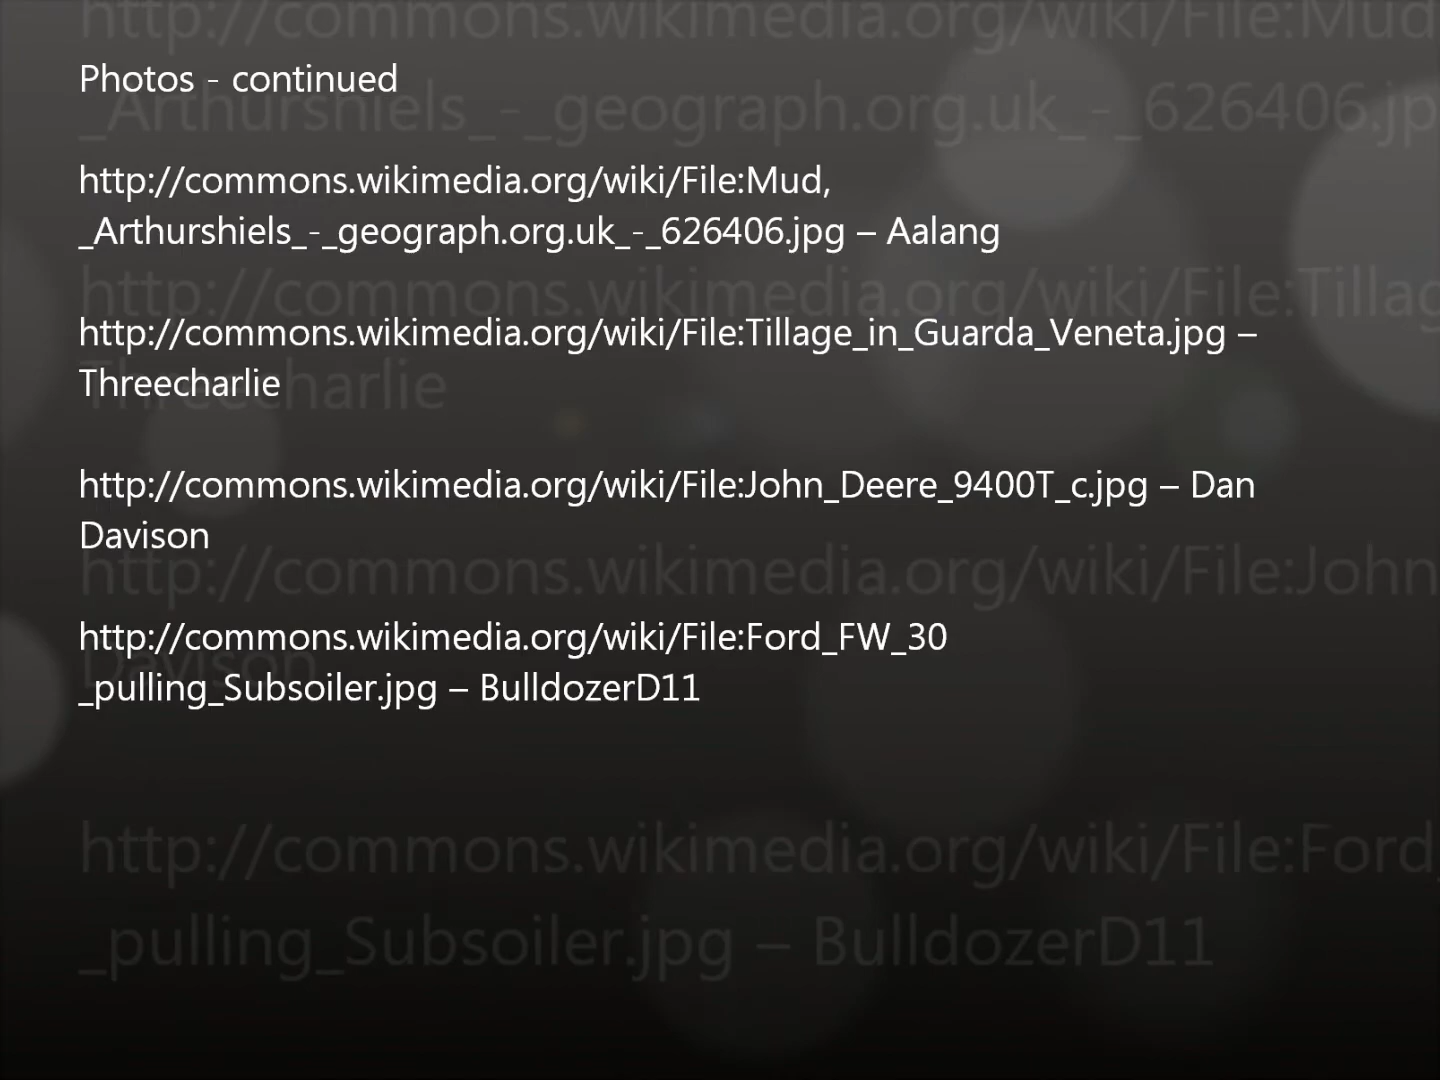 Photos - continued
http://commons.wikimedia.org/wiki/File:Mud,
_Arthurshiels_-_geograph.org.uk_-_626406.jpg – Aalang
http://commons.wikimedia.org/wiki/File:Tillage_in_Guarda_Veneta.jpg –
Threecharlie
http://commons.wikimedia.org/wiki/File:John_Deere_9400T_c.jpg – Dan
Davison
http://commons.wikimedia.org/wiki/File:Ford_FW_30
_pulling_Subsoiler.jpg – BulldozerD11